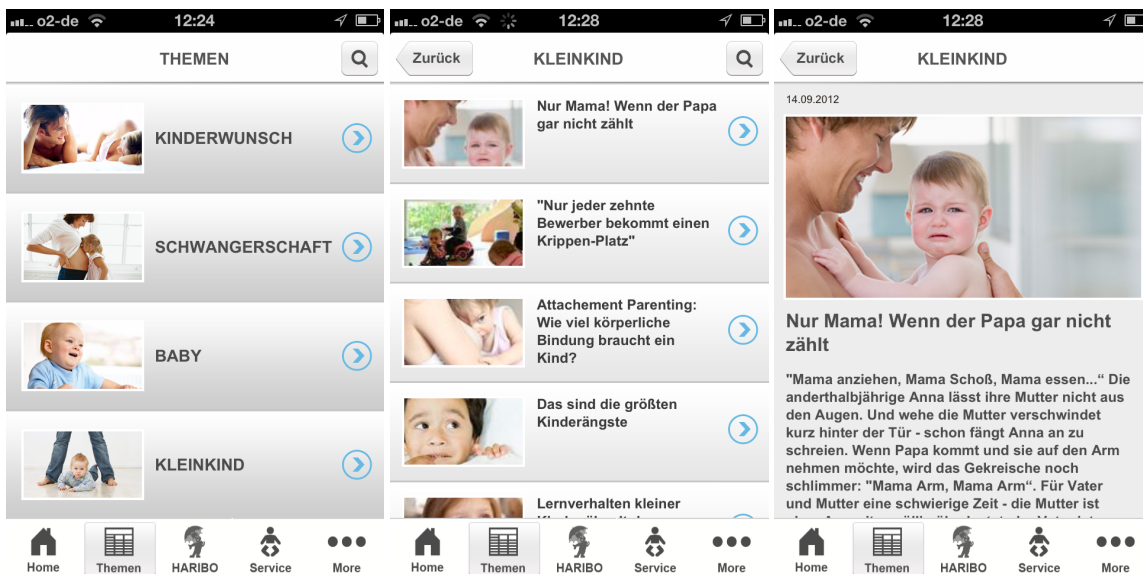 o2-de 12:24
THEMEN
KINDERWUNSCH
SCHWANGERSCHAFT
BABY
KLEINKIND
Home Themen HARIBO Service More
o2-de 12:28
Zurück KLEINKIND
Nur Mama! Wenn der Papa
gar nicht zählt
"Nur jeder zehnte
Bewerber bekommt einen
Krippen-Platz"
Attachement Parenting:
Wie viel körperliche
Bindung braucht ein
Kind?
Das sind die größten
Kinderängste
Lernverhalten kleiner
Home Themen HARIBO Service More
o2-de 12:28
Zurück KLEINKIND
14.09.2012
Nur Mama! Wenn der Papa gar nicht
zählt
"Mama anziehen, Mama Schoß, Mama essen...“ Die
anderthalbjährige Anna lässt ihre Mutter nicht aus
den Augen. Und wehe die Mutter verschwindet
kurz hinter der Tür - schon fängt Anna an zu
schreien. Wenn Papa kommt und sie auf den Arm
nehmen möchte, wird das Gekreische noch
schlimmer: "Mama Arm, Mama Arm“. Für Vater
und Mutter eine schwierige Zeit - die Mutter ist
Home Themen HARIBO Service More